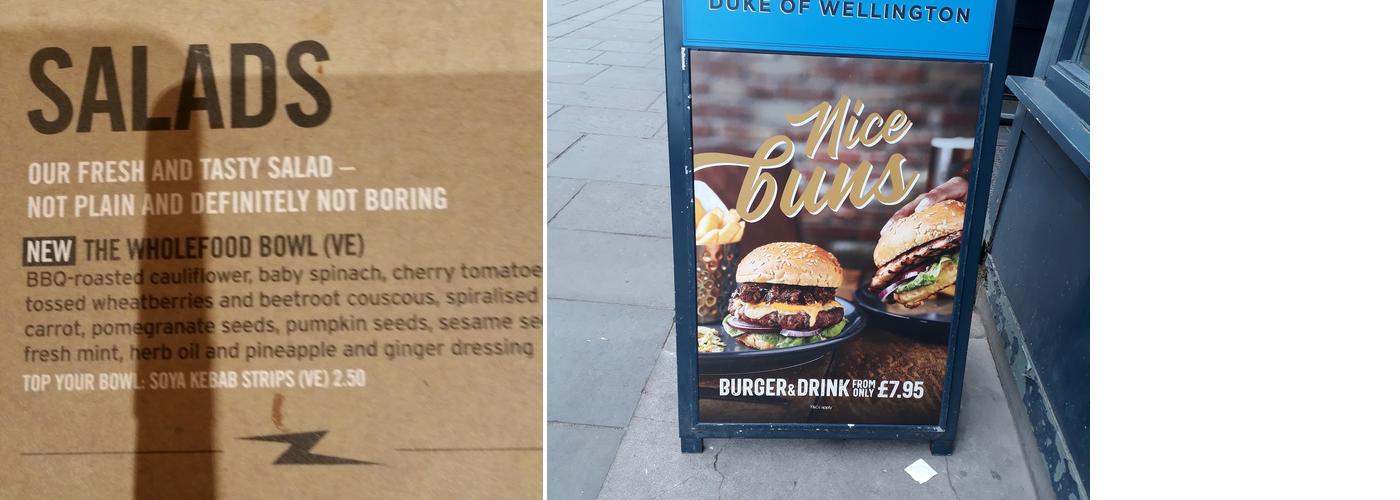 SALADS
OUR FRESH AND TASTY SALAD –
NOT PLAIN AND DEFINITELY NOT BORING
NEW THE WHOLEFOOD BOWL (VE)
BBQ-roasted cauliflower, baby spinach, cherry tomatoe
tossed wheatberries and beetroot couscous, spiralised
carrot, pomegranate seeds, pumpkin seeds, sesame se
fresh mint, herb oil and pineapple and ginger dressing
TOP YOUR BOWL: SOYA KEBAB STRIPS (VE) 2.50
DUKE OF WELLINGTON
Nice
buns
BURGER & DRINK FROM ONLY £7.95
T&Cs apply